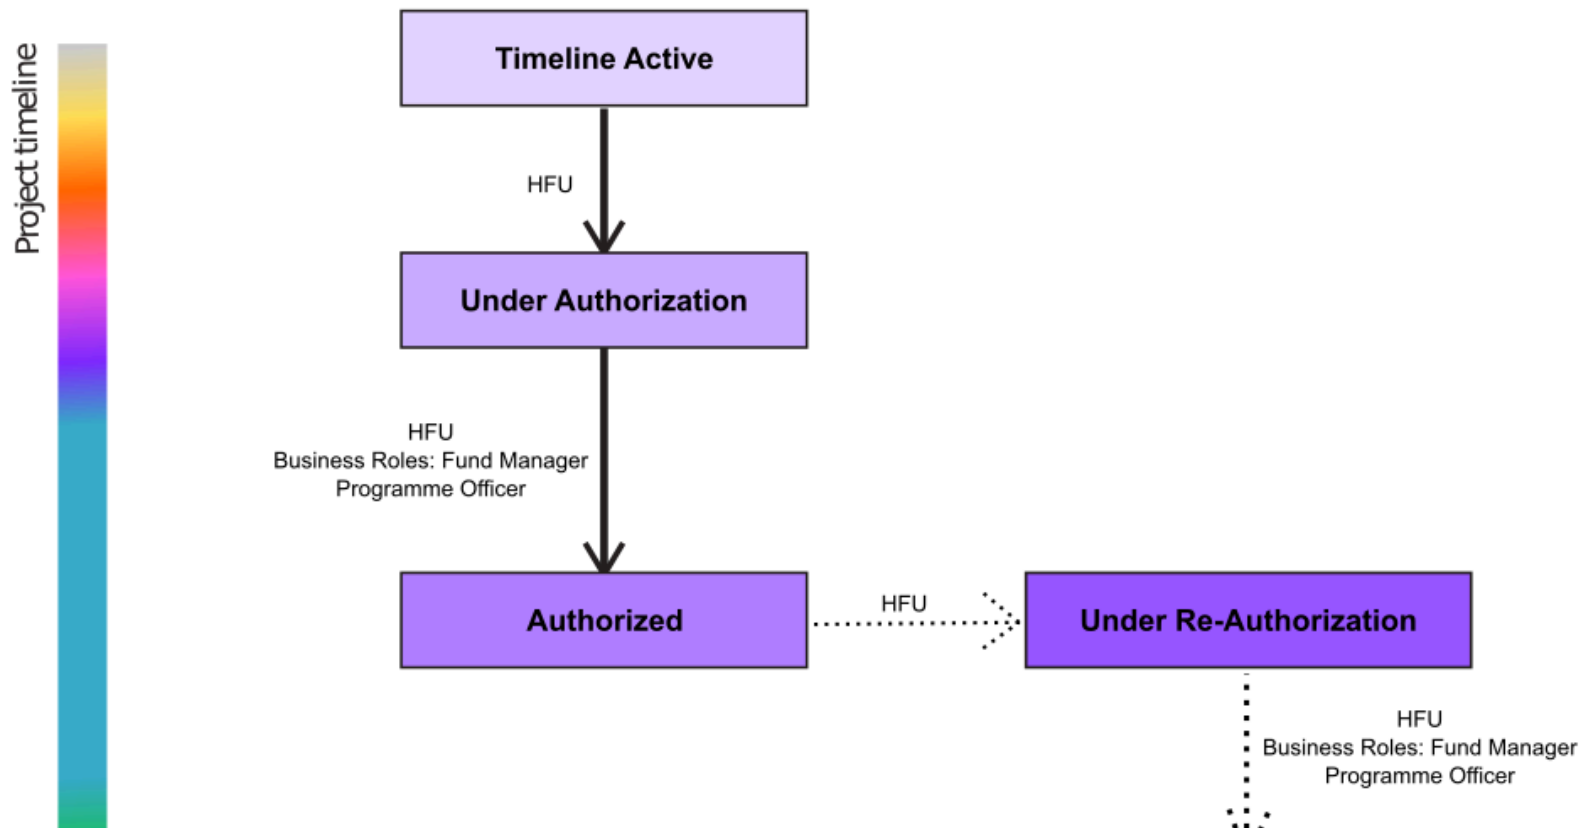 Project timeline
Timeline Active
HFU
Under Authorization
HFU
Business Roles: Fund Manager
Programme Officer
Authorized
HFU
Under Re-Authorization
HFU
Business Roles: Fund Manager
Programme Officer